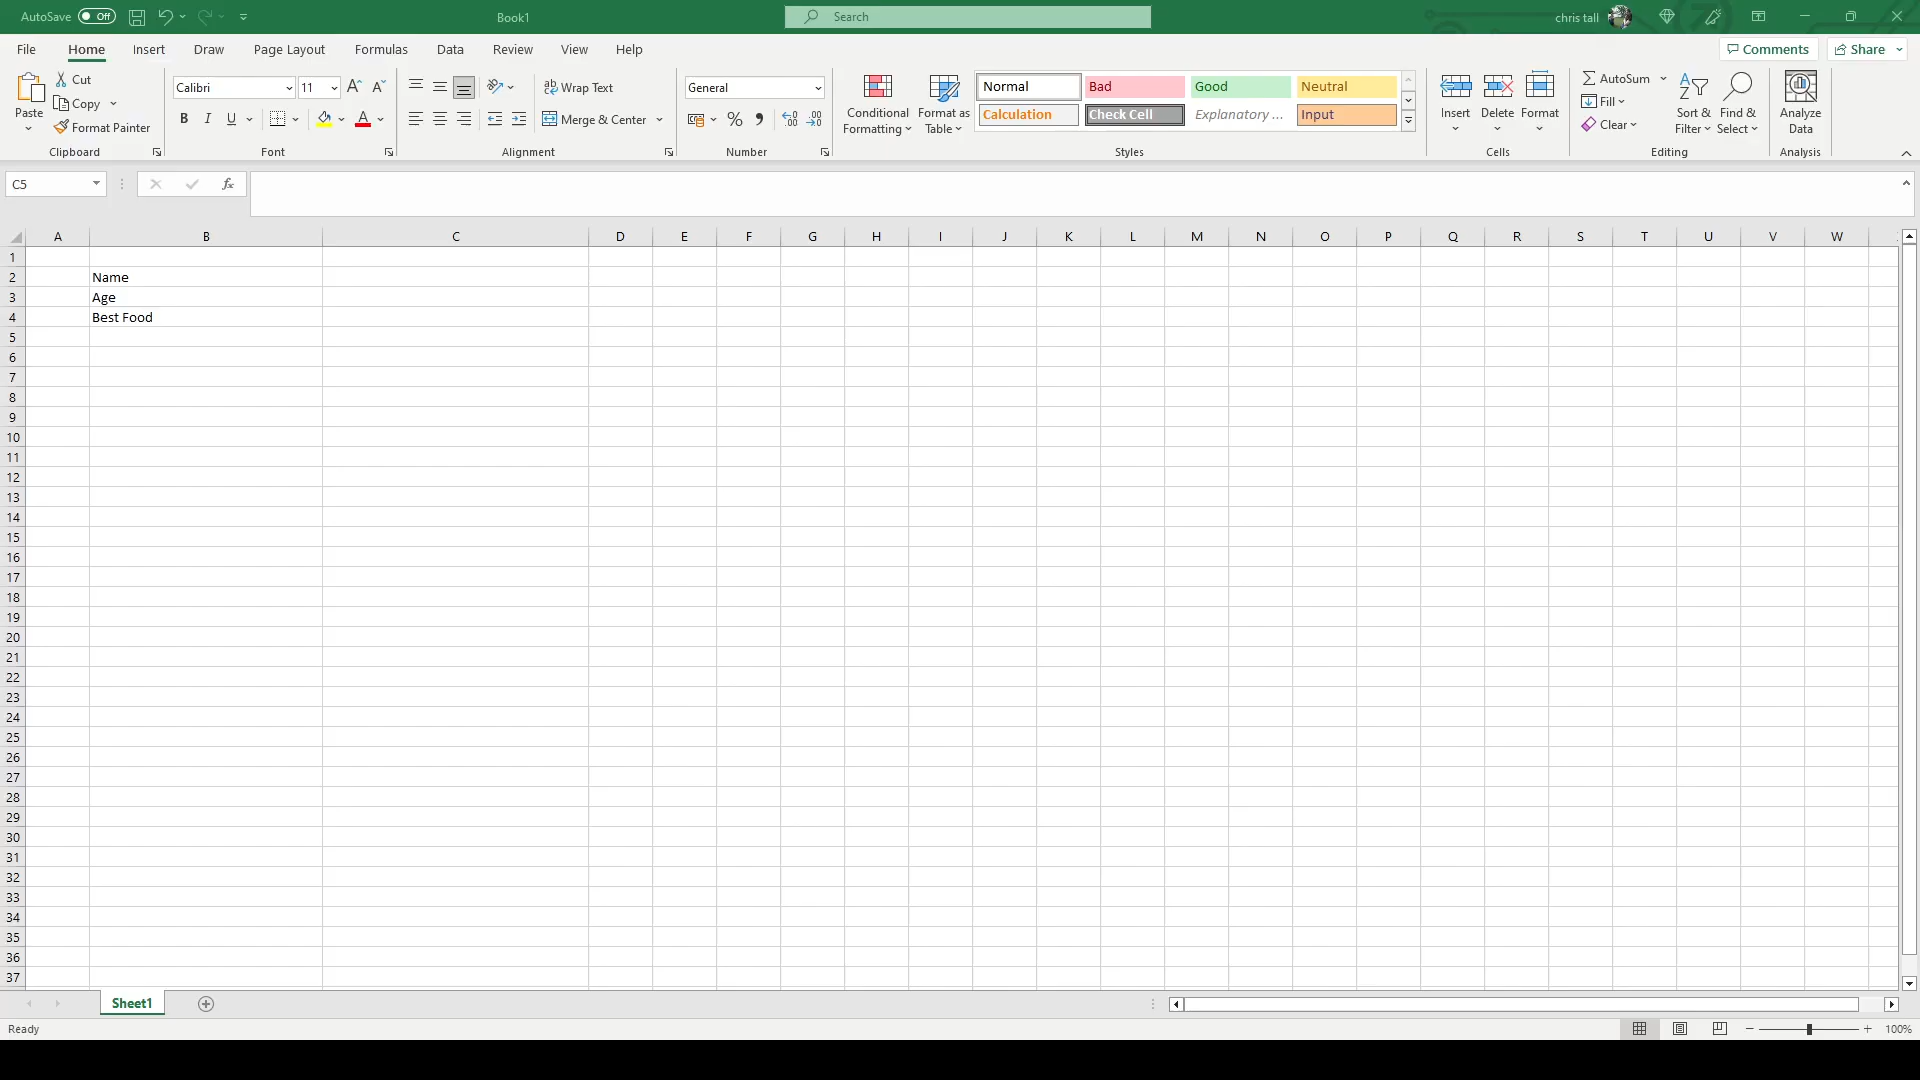 AutoSave Off Book1 Search chris tall
File Home Insert Draw Page Layout Formulas Data Review View Help Comments Share
Paste Cut Copy Format Painter Clipboard
Calibri 11 B I U A Font
Wrap Text Merge & Center Alignment
General % Number
Conditional Formatting Format as Table
Normal Bad Good Neutral
Calculation Check Cell Explanatory ... Input
Styles
Insert Delete Format Cells
AutoSum Fill Clear Sort & Filter Find & Select Editing
Analyze Data Analysis
C5 fx
A B C D E F G H I J K L M N O P Q R S T U V W
1
2 Name
3 Age
4 Best Food
5
6
7
8
9
10
11
12
13
14
15
16
17
18
19
20
21
22
23
24
25
26
27
28
29
30
31
32
33
34
35
36
37
Sheet1
Ready 100%